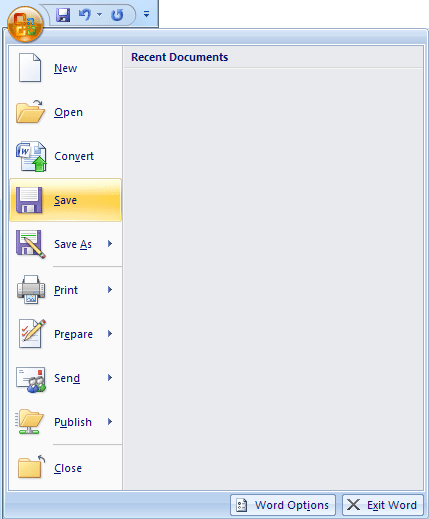 Recent Documents
New
Open
Convert
Save
Save As
Print
Prepare
Send
Publish
Close
Word Options
Exit Word